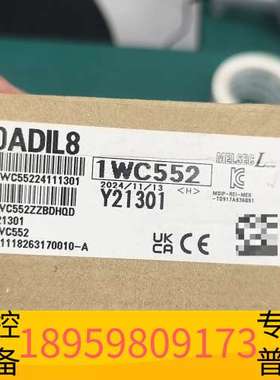 0ADIL8
1WC552
MELSEC L
WC55224111301
2024/11/13
<H>
Y21301
WC552ZZBDHQD
21301
WC552
11118263170010-A
UK
CA
CE
控
备
18959809173
专
普